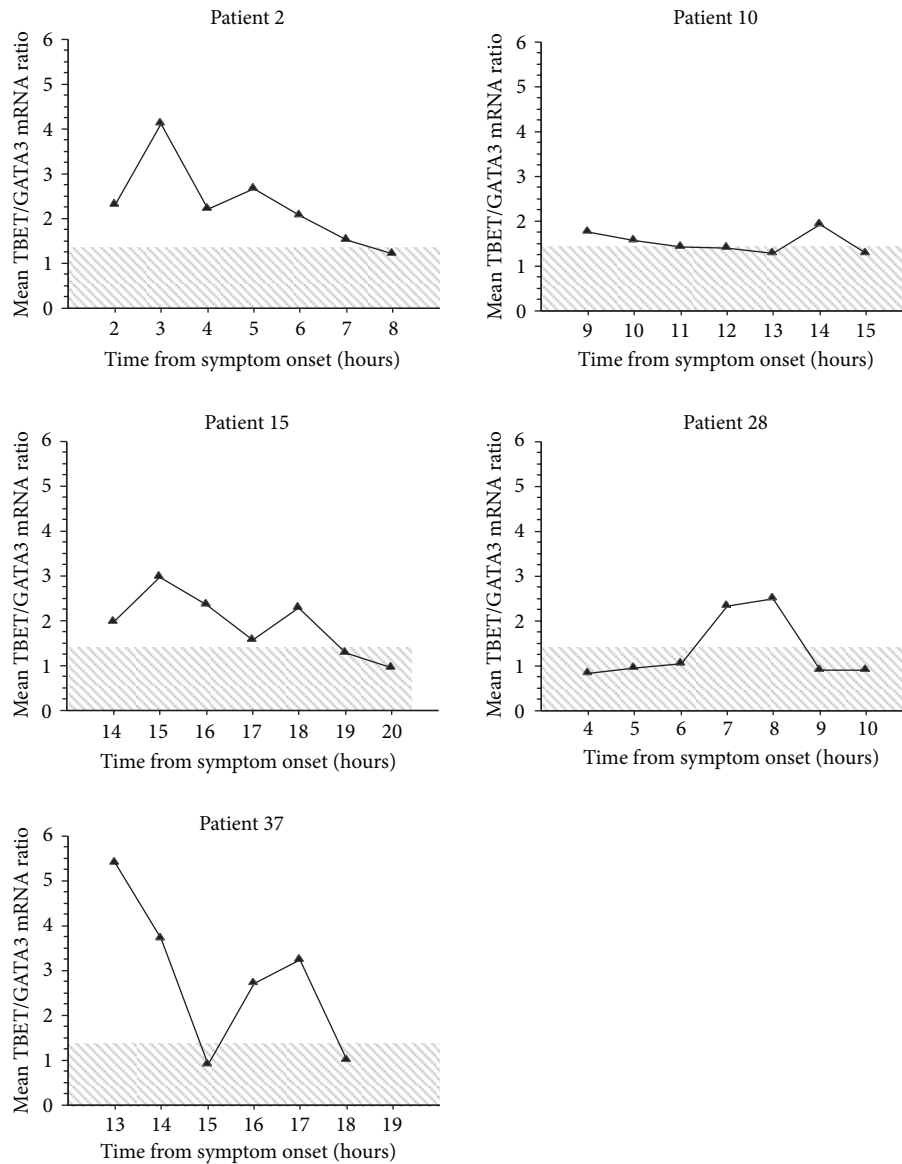 Patient 2
Mean TBET/GATA3 mRNA ratio
6
5
4
3
2
1
0
2 3 4 5 6 7 8
Time from symptom onset (hours)
Patient 10
Mean TBET/GATA3 mRNA ratio
6
5
4
3
2
1
0
9 10 11 12 13 14 15
Time from symptom onset (hours)
Patient 15
Mean TBET/GATA3 mRNA ratio
6
5
4
3
2
1
0
14 15 16 17 18 19 20
Time from symptom onset (hours)
Patient 28
Mean TBET/GATA3 mRNA ratio
6
5
4
3
2
1
0
4 5 6 7 8 9 10
Time from symptom onset (hours)
Patient 37
Mean TBET/GATA3 mRNA ratio
6
5
4
3
2
1
0
13 14 15 16 17 18 19
Time from symptom onset (hours)